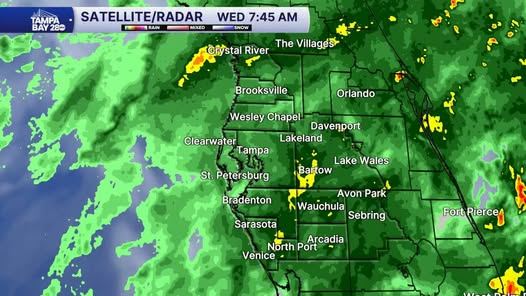 TAMPA BAY 28
SATELLITE/RADAR WED 7:45 AM
RAIN MIXED SNOW
Crystal River
The Villages
Brooksville
Orlando
Wesley Chapel
Davenport
Clearwater
Lakeland
Tampa
Lake Wales
St. Petersburg
Bartow
Avon Park
Bradenton
Wauchula
Sebring
Fort Pierce
Sarasota
Arcadia
North Port
Venice
West Palm